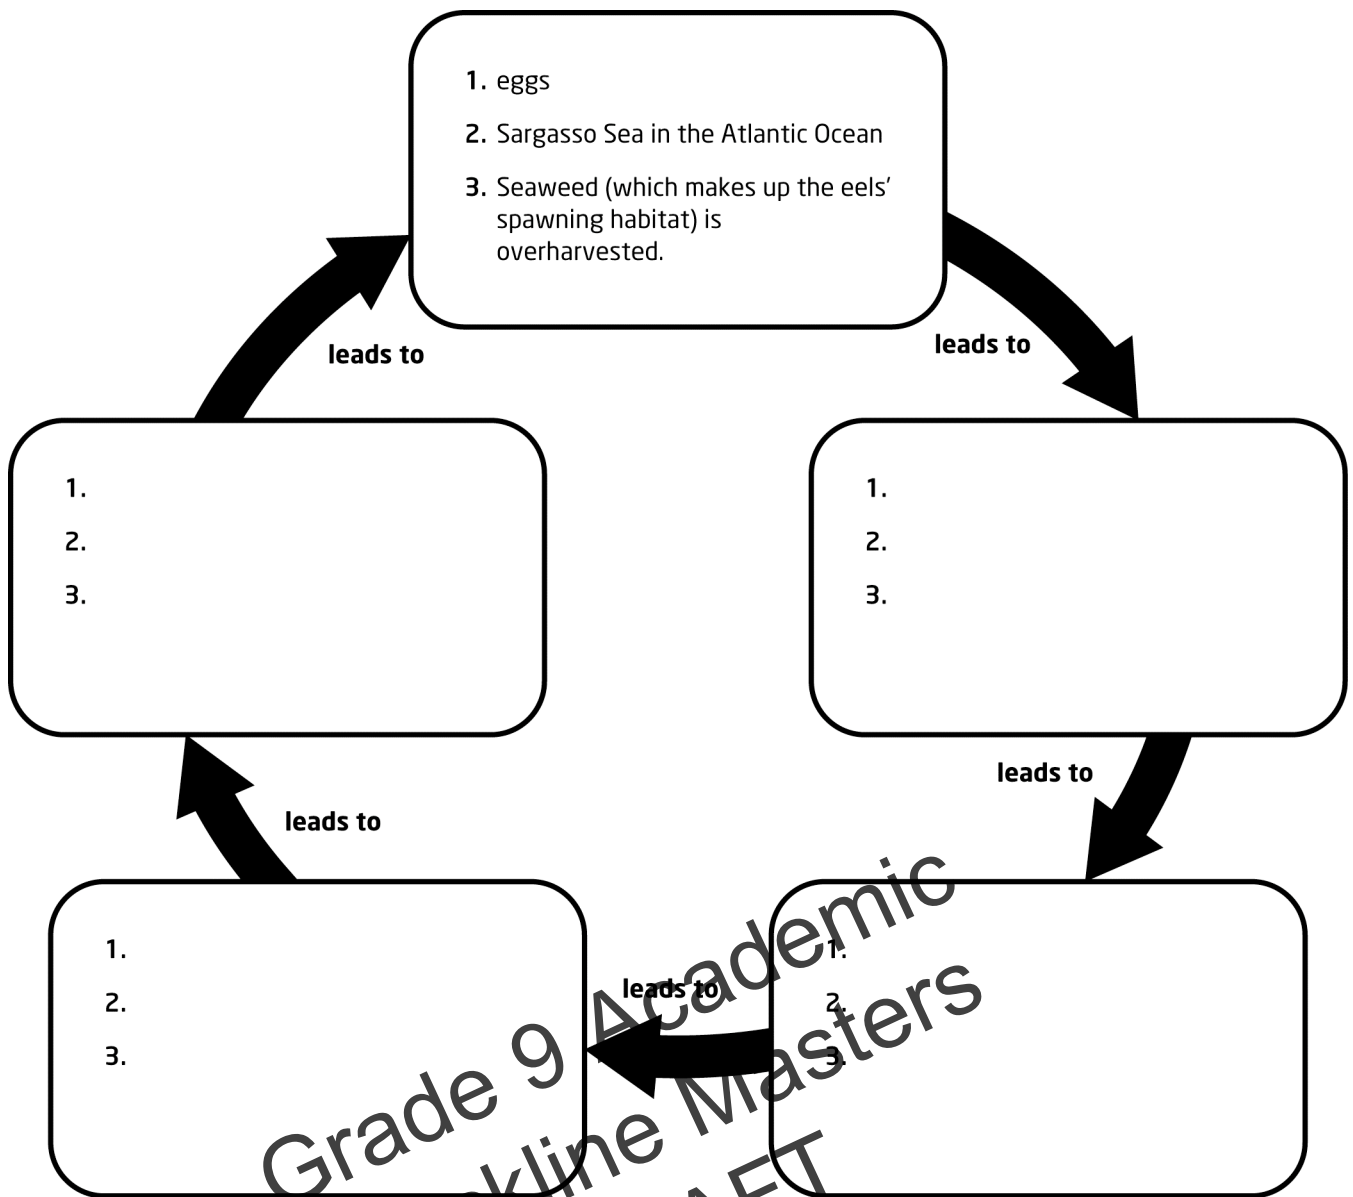 1. eggs
2. Sargasso Sea in the Atlantic Ocean
3. Seaweed (which makes up the eels'
spawning habitat) is
overharvested.
leads to
leads to
1.
2.
3.
1.
2.
3.
leads to
leads to
1.
2.
3.
leads to
1.
2.
3.
Grade 9 Academic
Masters